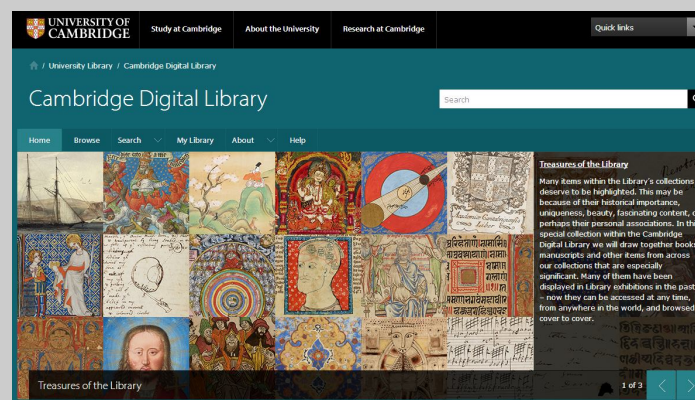 UNIVERSITY OF
CAMBRIDGE
Study at Cambridge
About the University
Research at Cambridge
Quick links
/ University Library / Cambridge Digital Library
Cambridge Digital Library
Search
Home
Browse
Search
My Library
About
Help
Treasures of the Library
Many items within the Library's collections
deserve to be highlighted. This may be
because of their historical importance,
uniqueness, beauty, fascinating content, o
perhaps their personal associations. In thi
special collection within the Cambridge
Digital Library we will draw together books
manuscripts and other items from across
our collections that are especially
significant. Many of them have been
displayed in Library exhibitions in the past
– now they can be accessed at any time,
from anywhere in the world, and browsed
cover to cover.
Treasures of the Library
1 of 3